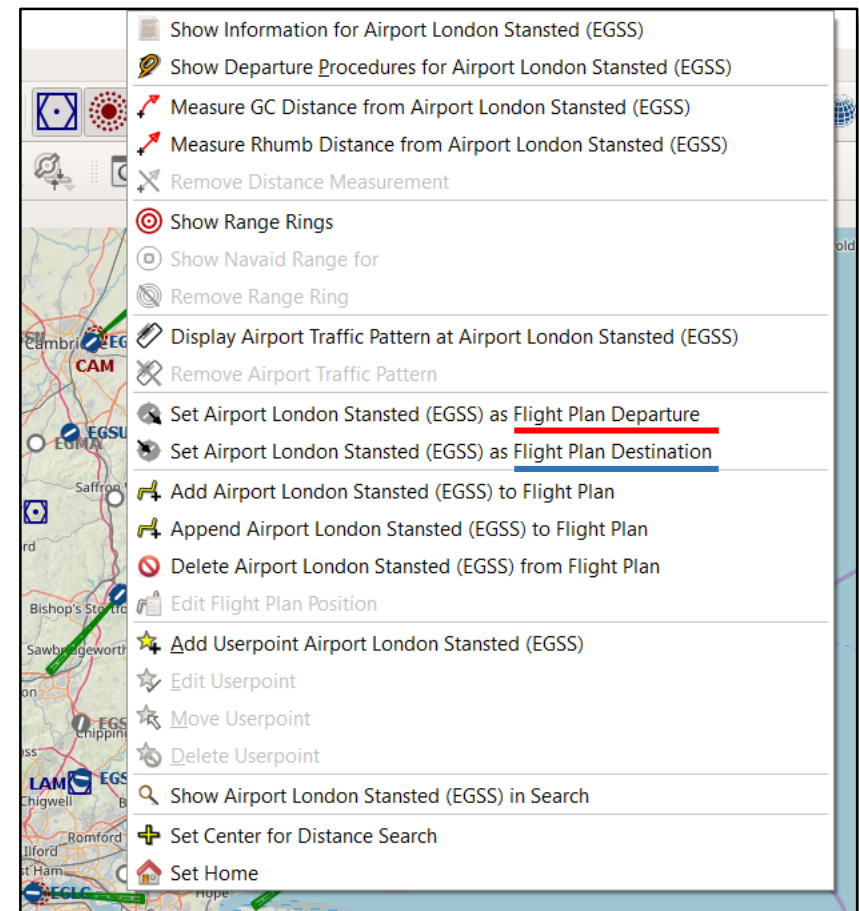 Show Information for Airport London Stansted (EGSS)
Show Departure Procedures for Airport London Stansted (EGSS)
Measure GC Distance from Airport London Stansted (EGSS)
Measure Rhumb Distance from Airport London Stansted (EGSS)
Remove Distance Measurement
Show Range Rings
Show Navaid Range for
Remove Range Ring
Display Airport Traffic Pattern at Airport London Stansted (EGSS)
Remove Airport Traffic Pattern
Set Airport London Stansted (EGSS) as Flight Plan Departure
Set Airport London Stansted (EGSS) as Flight Plan Destination
Add Airport London Stansted (EGSS) to Flight Plan
Append Airport London Stansted (EGSS) to Flight Plan
Delete Airport London Stansted (EGSS) from Flight Plan
Edit Flight Plan Position
Add Userpoint Airport London Stansted (EGSS)
Edit Userpoint
Move Userpoint
Delete Userpoint
Show Airport London Stansted (EGSS) in Search
Set Center for Distance Search
Set Home
CAM
EGSU
EGMA
Bishop's
LAM
EGS
Chigwell
Romford
Ilford
EGLC
Hope